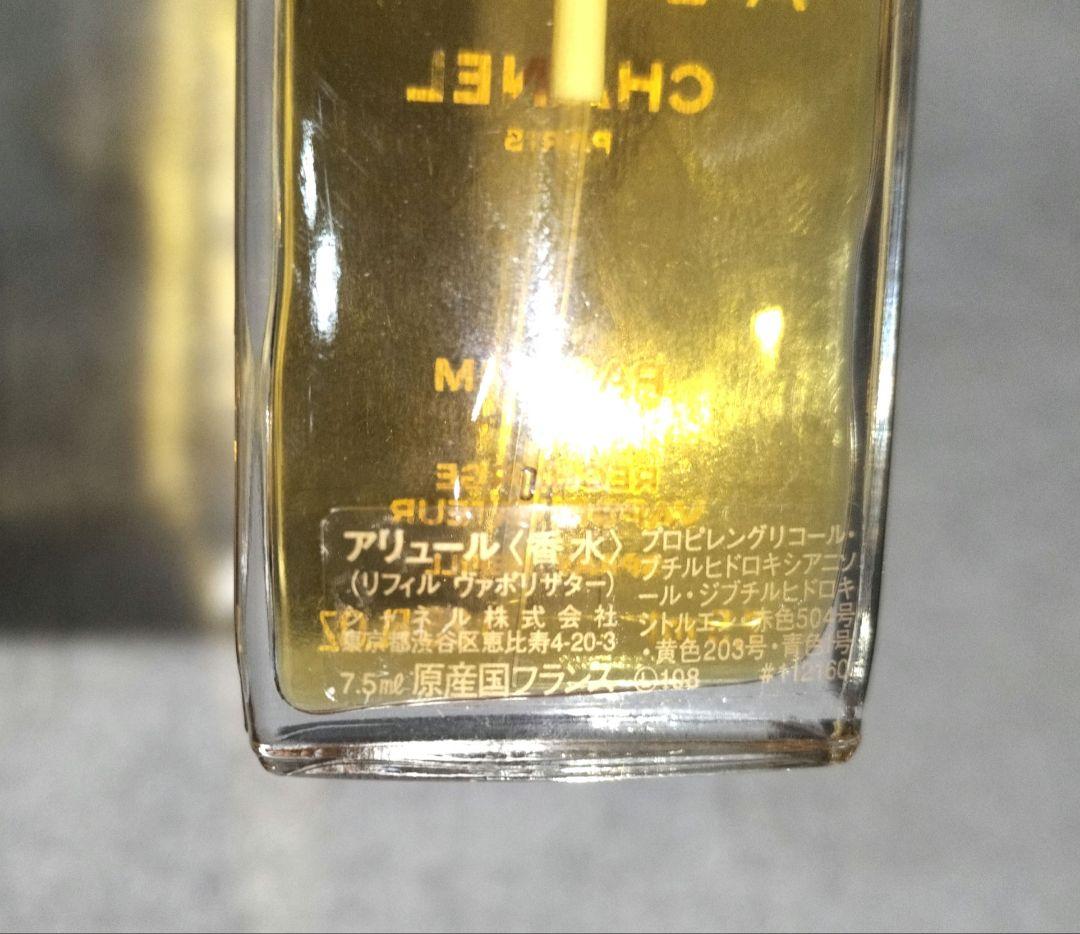 CHANEL
PARIS
PARFUM
RECHARGE
VAPORISATEUR
アリュール〈香水〉
(リフィル ヴァポリザター)
シャネル株式会社
東京都渋谷区恵比寿4-20-3
7.5ml 原産国フランス Ⓛ108
プロピレングリコール・
ブチルヒドロキシアニソ
ール・ジブチルヒドロキ
シトルエン・赤色504号
・黄色203号・青色1号
#*12160